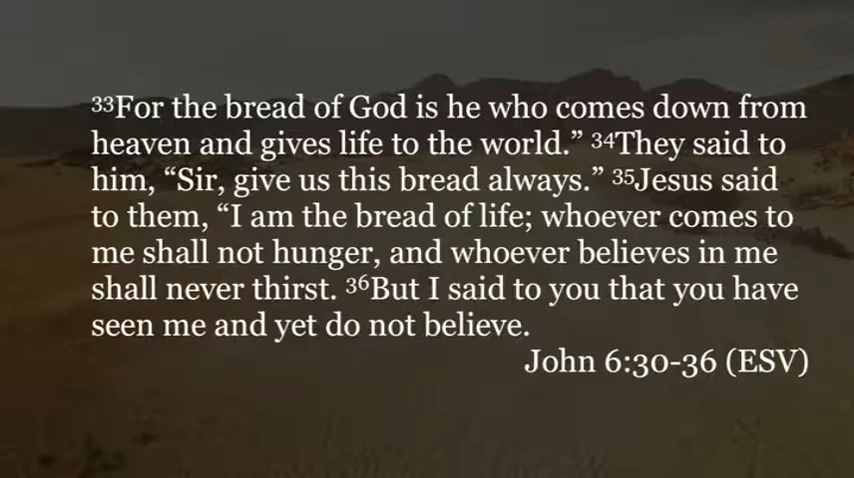 ³³For the bread of God is he who comes down from
heaven and gives life to the world.” ³⁴They said to
him, “Sir, give us this bread always.” ³⁵Jesus said
to them, “I am the bread of life; whoever comes to
me shall not hunger, and whoever believes in me
shall never thirst. ³⁶But I said to you that you have
seen me and yet do not believe.
John 6:30-36 (ESV)